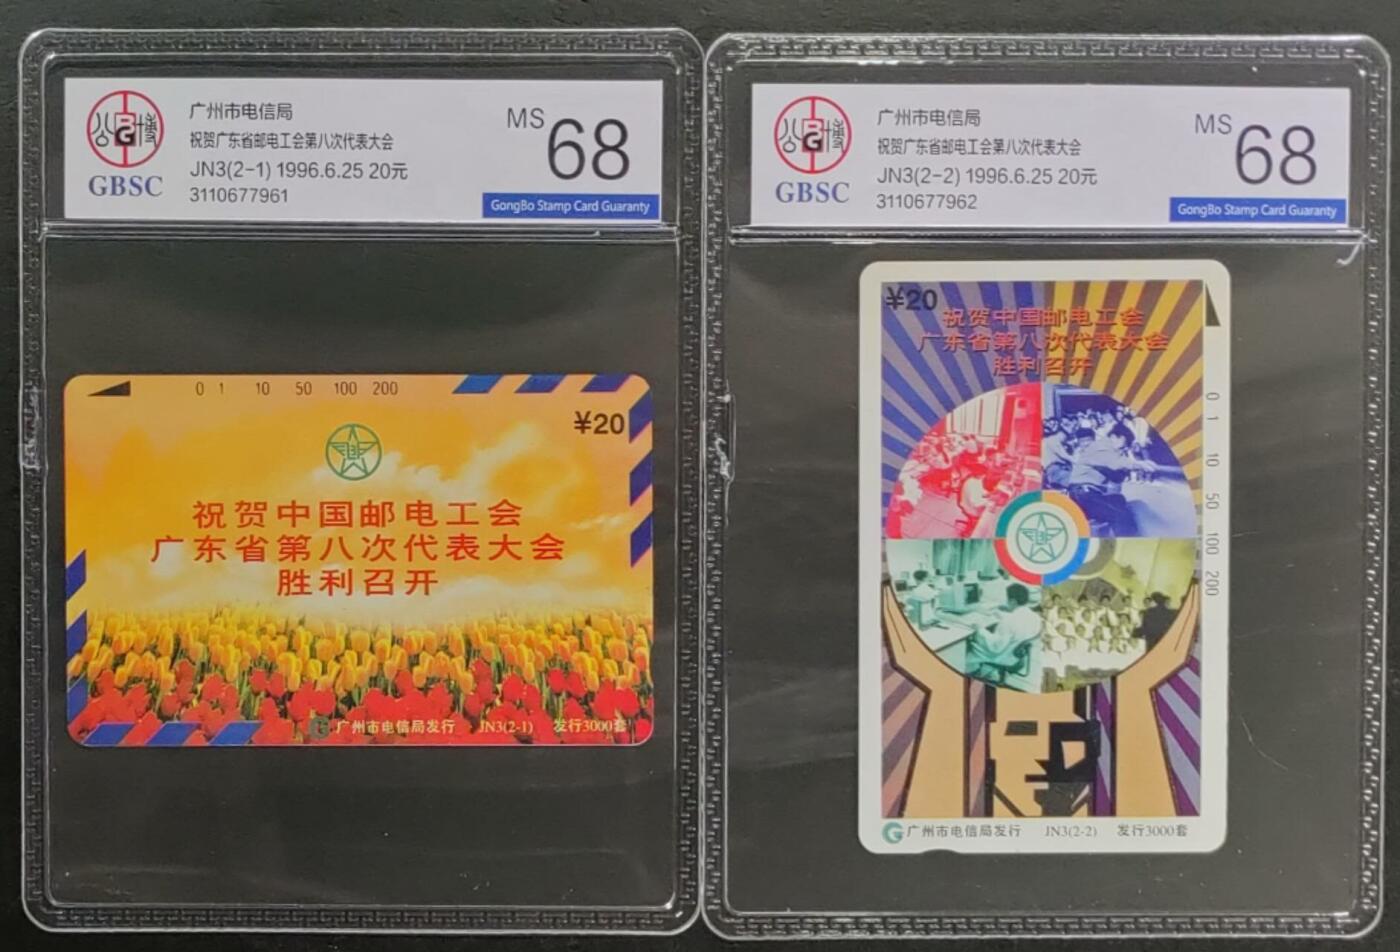 广州市电信局
祝贺广东省邮电工会第八次代表大会
JN3(2-1) 1996.6.25 20元
3110677961
公博
BG
GBSC
MS 68
GongBo Stamp Card Guaranty
0 1 10 50 100 200
¥20
祝贺中国邮电工会
广东省第八次代表大会
胜利召开
广州市电信局发行 JN3(2-1) 发行3000套
广州市电信局
祝贺广东省邮电工会第八次代表大会
JN3(2-2) 1996.6.25 20元
3110677962
公博
BG
GBSC
MS 68
GongBo Stamp Card Guaranty
¥20
祝贺中国邮电工会
广东省第八次代表大会
胜利召开
0 1 10 50 100 200
广州市电信局发行 JN3(2-2) 发行3000套